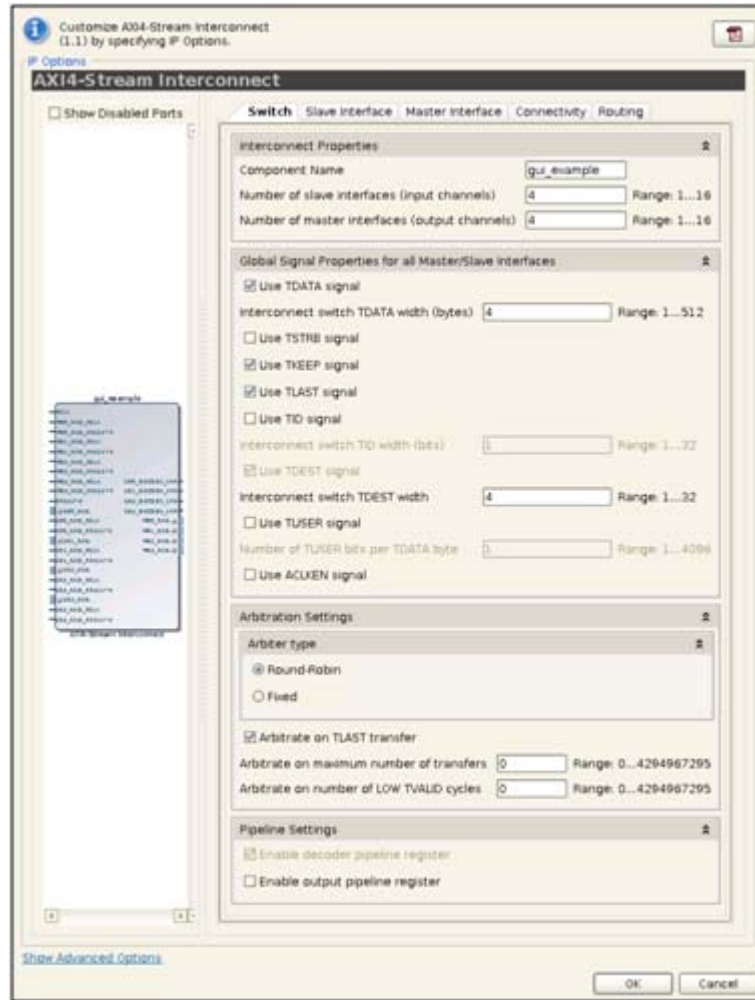 Customize AXI4-Stream Interconnect
(1.1) by specifying IP Options.
IP Options
AXI4-Stream Interconnect
Show Disabled Ports
Switch Slave Interface Master Interface Connectivity Routing
Interconnect Properties
Component Name gui_example
Number of slave interfaces (input channels) 4 Range: 1...16
Number of master interfaces (output channels) 4 Range: 1...16
Global Signal Properties for all Master/Slave interfaces
Use TDATA signal
Interconnect switch TDATA width (bytes) 4 Range: 1...512
Use TSTRB signal
Use TKEEP signal
Use TLAST signal
Use TID signal
Interconnect switch TID width (bits) 1 Range: 1...32
Use TDEST signal
Interconnect switch TDEST width 4 Range: 1...32
Use TUSER signal
Number of TUSER bits per TDATA byte 1 Range: 1...4096
Use ACLKEN signal
gui_example
AXI4-Stream Interconnect
Arbitration Settings
Arbiter type
Round-Robin
Fixed
Arbitrate on TLAST transfer
Arbitrate on maximum number of transfers 0 Range: 0...4294967295
Arbitrate on number of LOW TVALID cycles 0 Range: 0...4294967295
Pipeline Settings
Enable decoder pipeline register
Enable output pipeline register
Show Advanced Options
OK Cancel